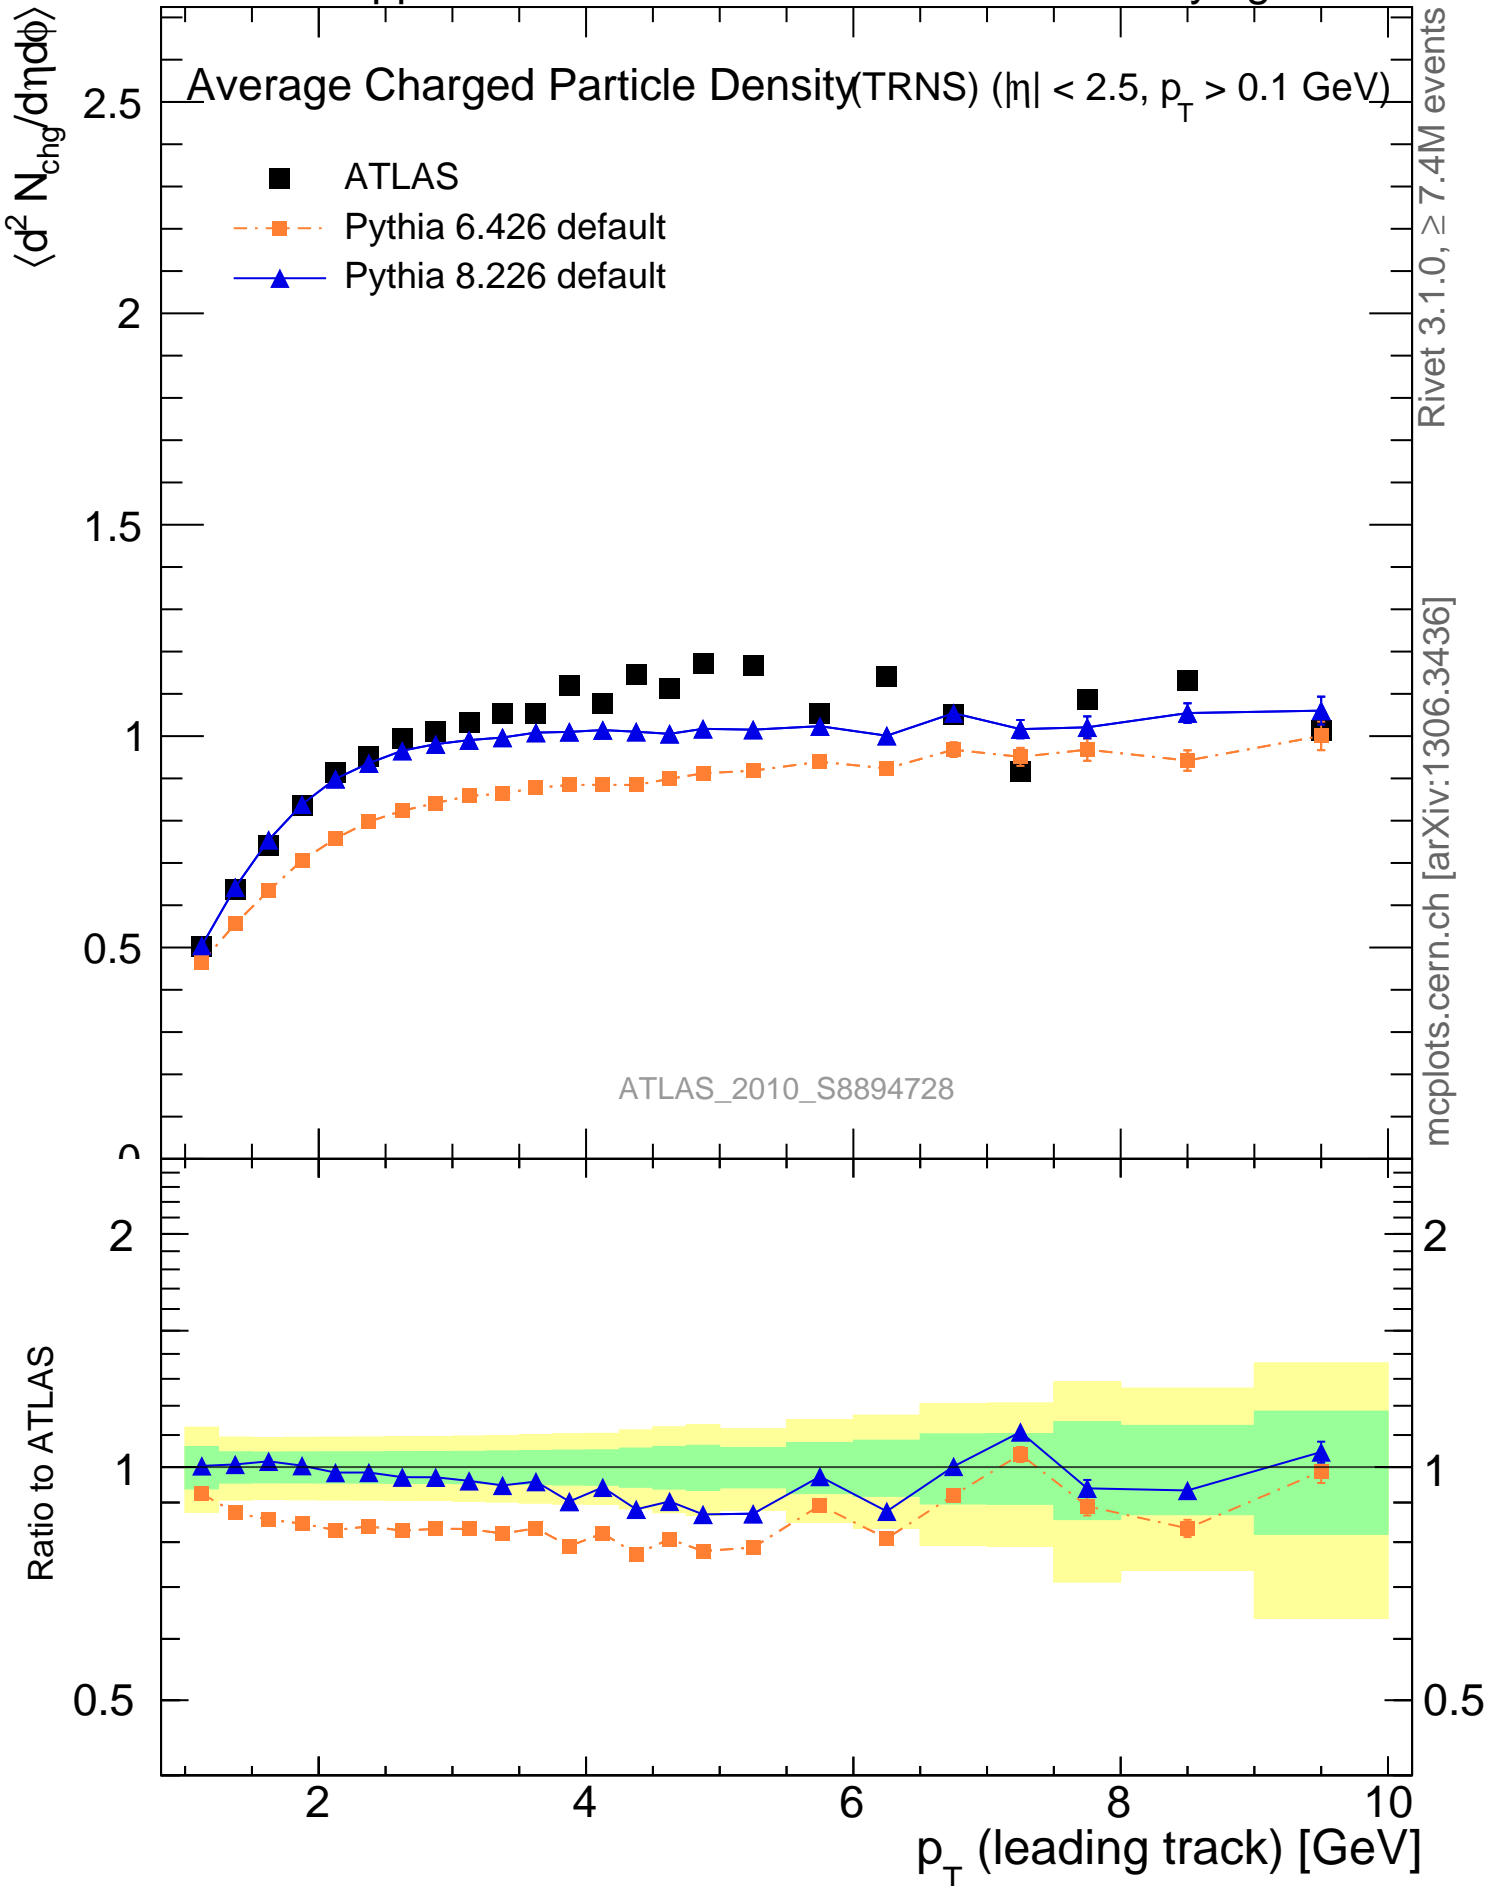 Average Charged Particle Density (TRNS) (|η| < 2.5, p_T > 0.1 GeV)
⟨d² N_chg/dηdϕ⟩
ATLAS
Pythia 6.426 default
Pythia 8.226 default
2.5
2
1.5
1
0.5
0
ATLAS_2010_S8894728
Rivet 3.1.0, ≥ 7.4M events
mcplots.cern.ch [arXiv:1306.3436]
Ratio to ATLAS
2
1
0.5
2
1
0.5
2 4 6 8 10
p_T (leading track) [GeV]